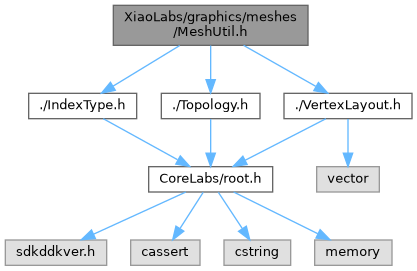 XiaoLabs/graphics/meshes
/MeshUtil.h
./IndexType.h
./Topology.h
./VertexLayout.h
CoreLabs/root.h
vector
sdkddkver.h
cassert
cstring
memory